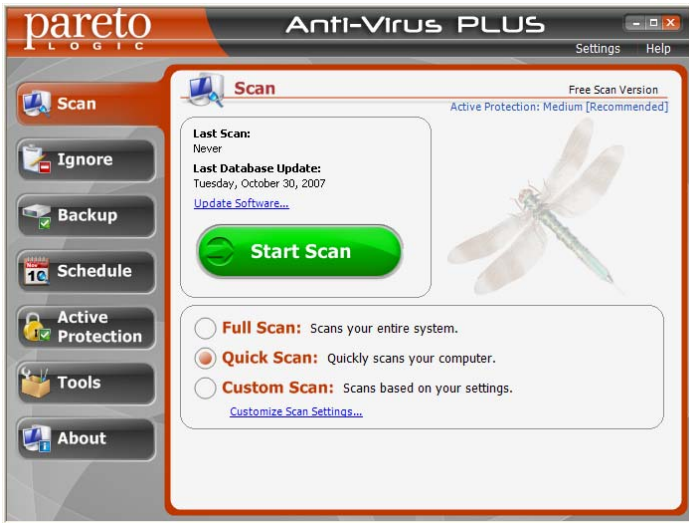 pareto
LOGIC
Anti-Virus PLUS
Settings Help
Scan
Ignore
Backup
Nov
10
Schedule
Active
Protection
Tools
About
Scan
Free Scan Version
Active Protection: Medium [Recommended]
Last Scan:
Never
Last Database Update:
Tuesday, October 30, 2007
Update Software...
Start Scan
Full Scan: Scans your entire system.
Quick Scan: Quickly scans your computer.
Custom Scan: Scans based on your settings.
Customize Scan Settings...